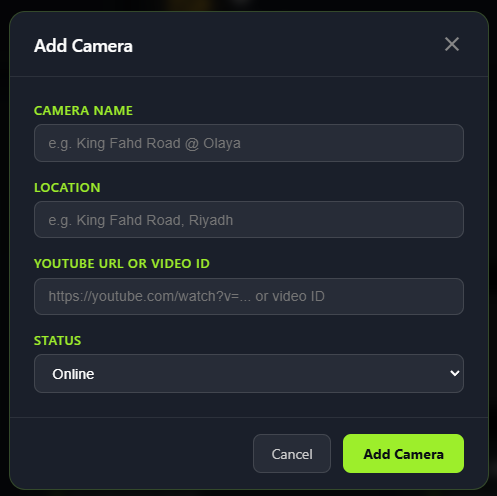 Add Camera
CAMERA NAME
e.g. King Fahd Road @ Olaya
LOCATION
e.g. King Fahd Road, Riyadh
YOUTUBE URL OR VIDEO ID
https://youtube.com/watch?v=... or video ID
STATUS
Online
Cancel
Add Camera